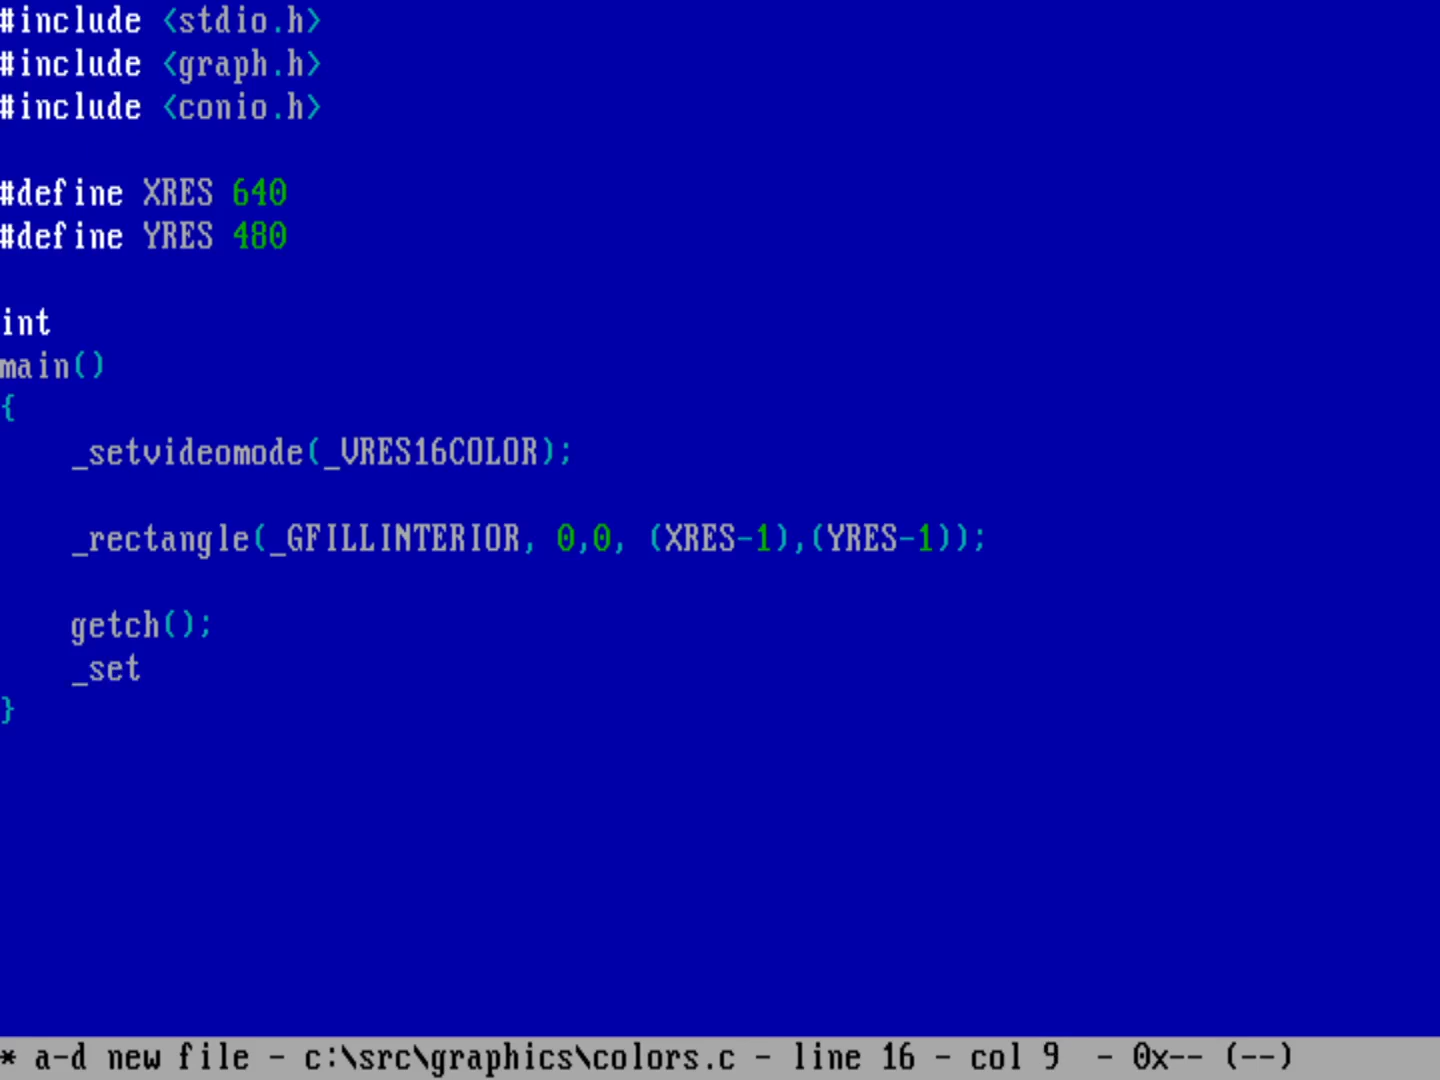 #include <stdio.h>
#include <graph.h>
#include <conio.h>
#define XRES 640
#define YRES 480
int
main()
{
    _setvideomode(_VRES16COLOR);
    _rectangle(_GFILLINTERIOR, 0,0, (XRES-1),(YRES-1));
    getch();
    _set
}
* a-d new file - c:\src\graphics\colors.c - line 16 - col 9  - 0x-- (--)